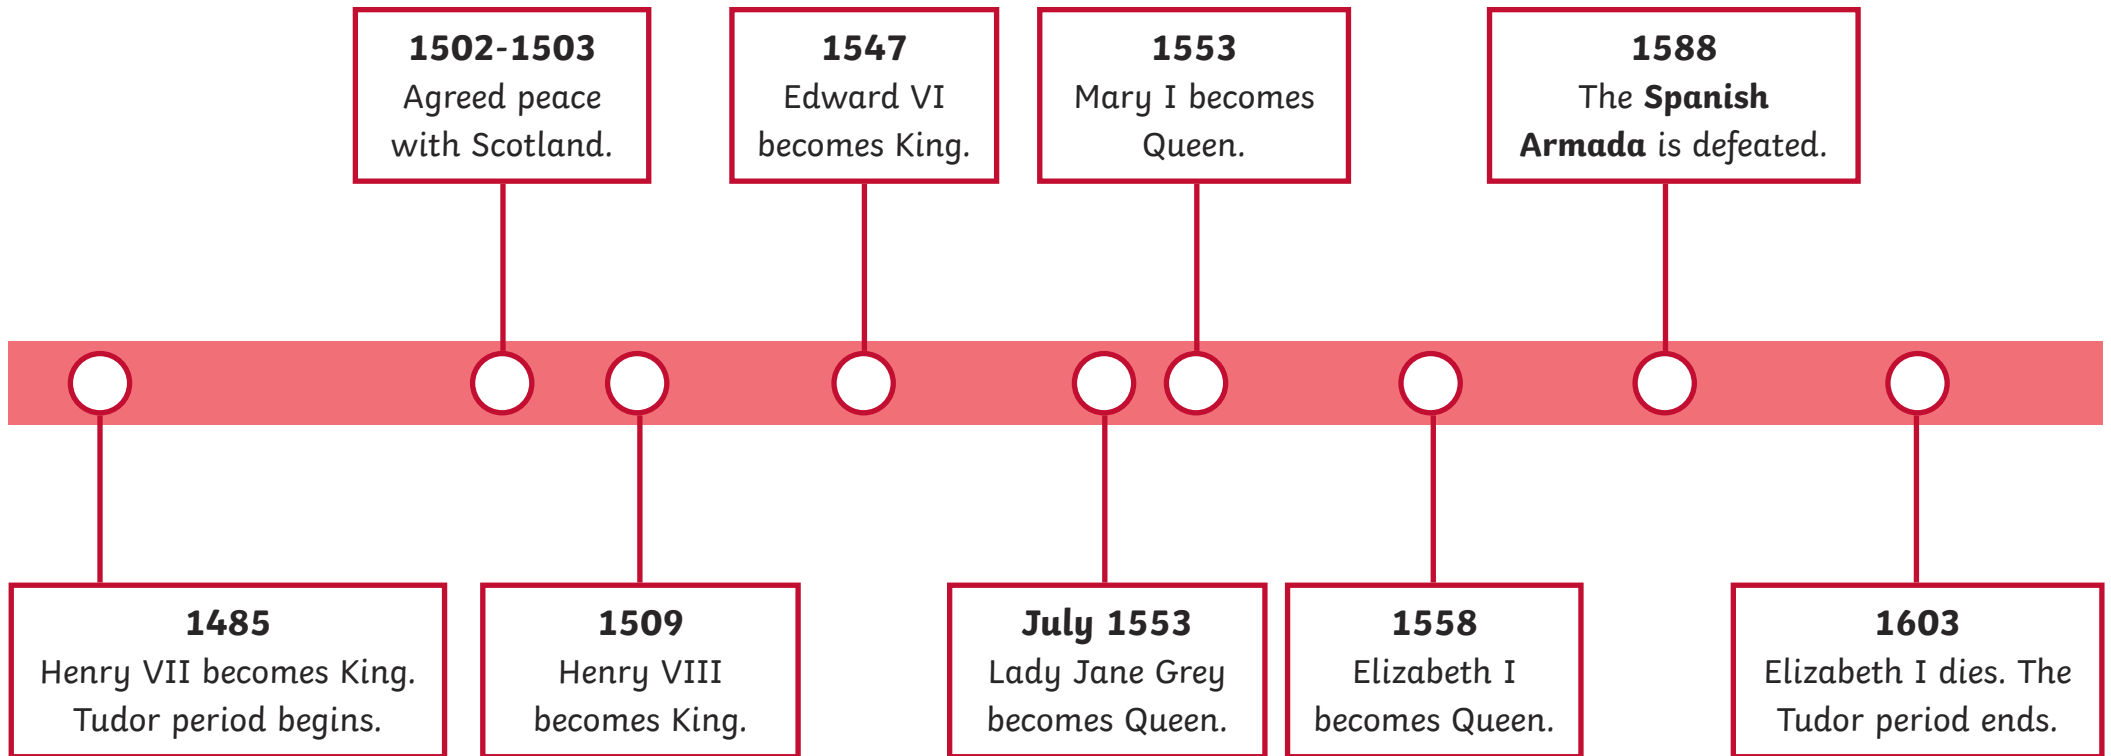 1502-1503
Agreed peace
with Scotland.
1547
Edward VI
becomes King.
1553
Mary I becomes
Queen.
1588
The Spanish
Armada is defeated.
1485
Henry VII becomes King.
Tudor period begins.
1509
Henry VIII
becomes King.
July 1553
Lady Jane Grey
becomes Queen.
1558
Elizabeth I
becomes Queen.
1603
Elizabeth I dies. The
Tudor period ends.